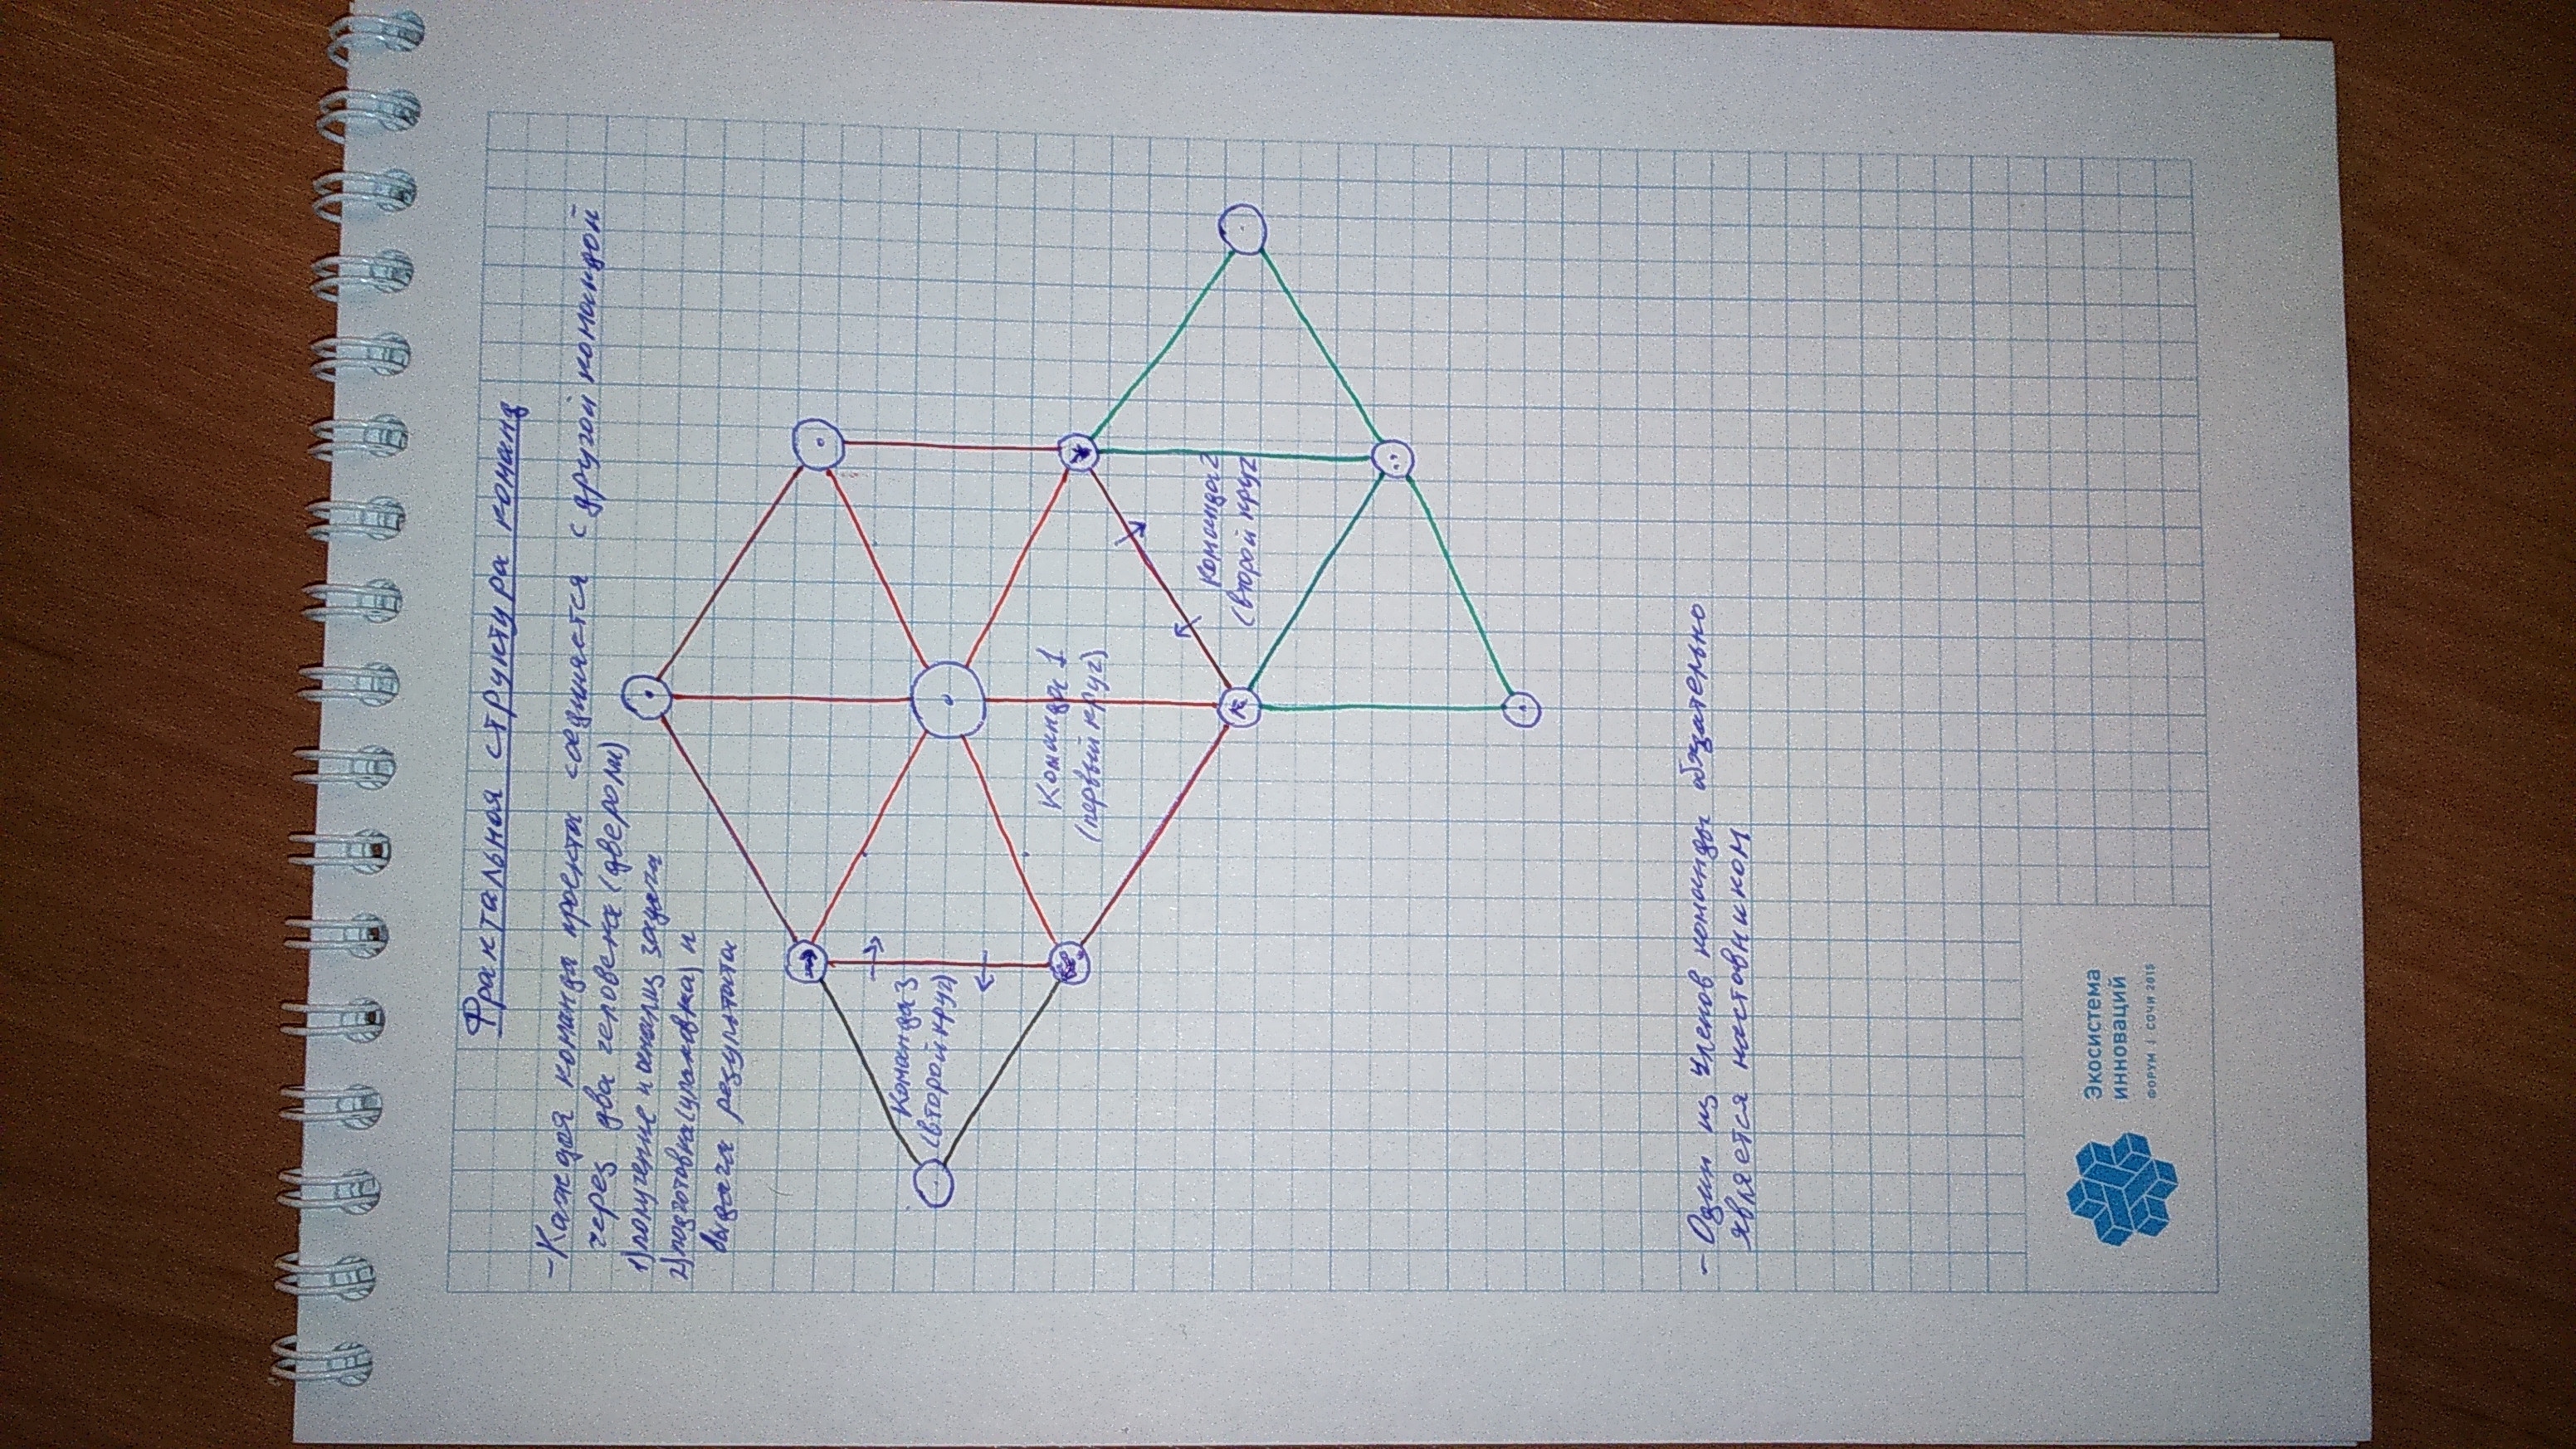 Фрактальная структура команд
- Каждая команда проекта соединяется с другой командой
через два человека (две роли)
1) получение и анализ задача
2) подготовка (упаковка) и
выдача результата
Команда 3
(второй круг)
Команда 1
(первый круг)
Команда 2
(второй круг
- Один из членов команды обязательно
является наставником
Экосистема
инноваций
ФОРУМ | СОЧИ 2015